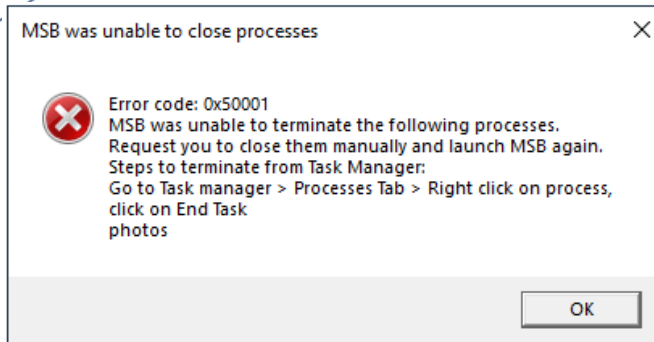 MSB was unable to close processes
Error code: 0x50001
MSB was unable to terminate the following processes.
Request you to close them manually and launch MSB again.
Steps to terminate from Task Manager:
Go to Task manager > Processes Tab > Right click on process,
click on End Task
photos
OK